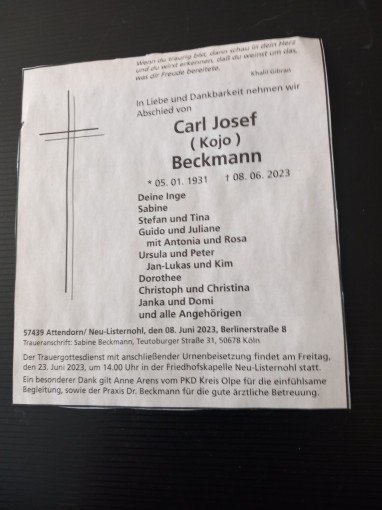 Wenn du traurig bist, dann schau in dein Herz
und du wirst erkennen, daß du weinst um das,
was dir Freude bereitete.
Khalil Gibran
In Liebe und Dankbarkeit nehmen wir
Abschied von
Carl Josef
( Kojo )
Beckmann
* 05. 01. 1931 † 08. 06. 2023
Deine Inge
Sabine
Stefan und Tina
Guido und Juliane
mit Antonia und Rosa
Ursula und Peter
Jan-Lukas und Kim
Dorothee
Christoph und Christina
Janka und Domi
und alle Angehörigen
57439 Attendorn/ Neu-Listernohl, den 08. Juni 2023, Berlinerstraße 8
Traueranschrift: Sabine Beckmann, Teutoburger Straße 31, 50678 Köln
Der Trauergottesdienst mit anschließender Urnenbeisetzung findet am Freitag,
den 23. Juni 2023, um 14.00 Uhr in der Friedhofskapelle Neu-Listernohl statt.
Ein besonderer Dank gilt Anne Arens vom PKD Kreis Olpe für die einfühlsame
Begleitung, sowie der Praxis Dr. Beckmann für die gute ärztliche Betreuung.